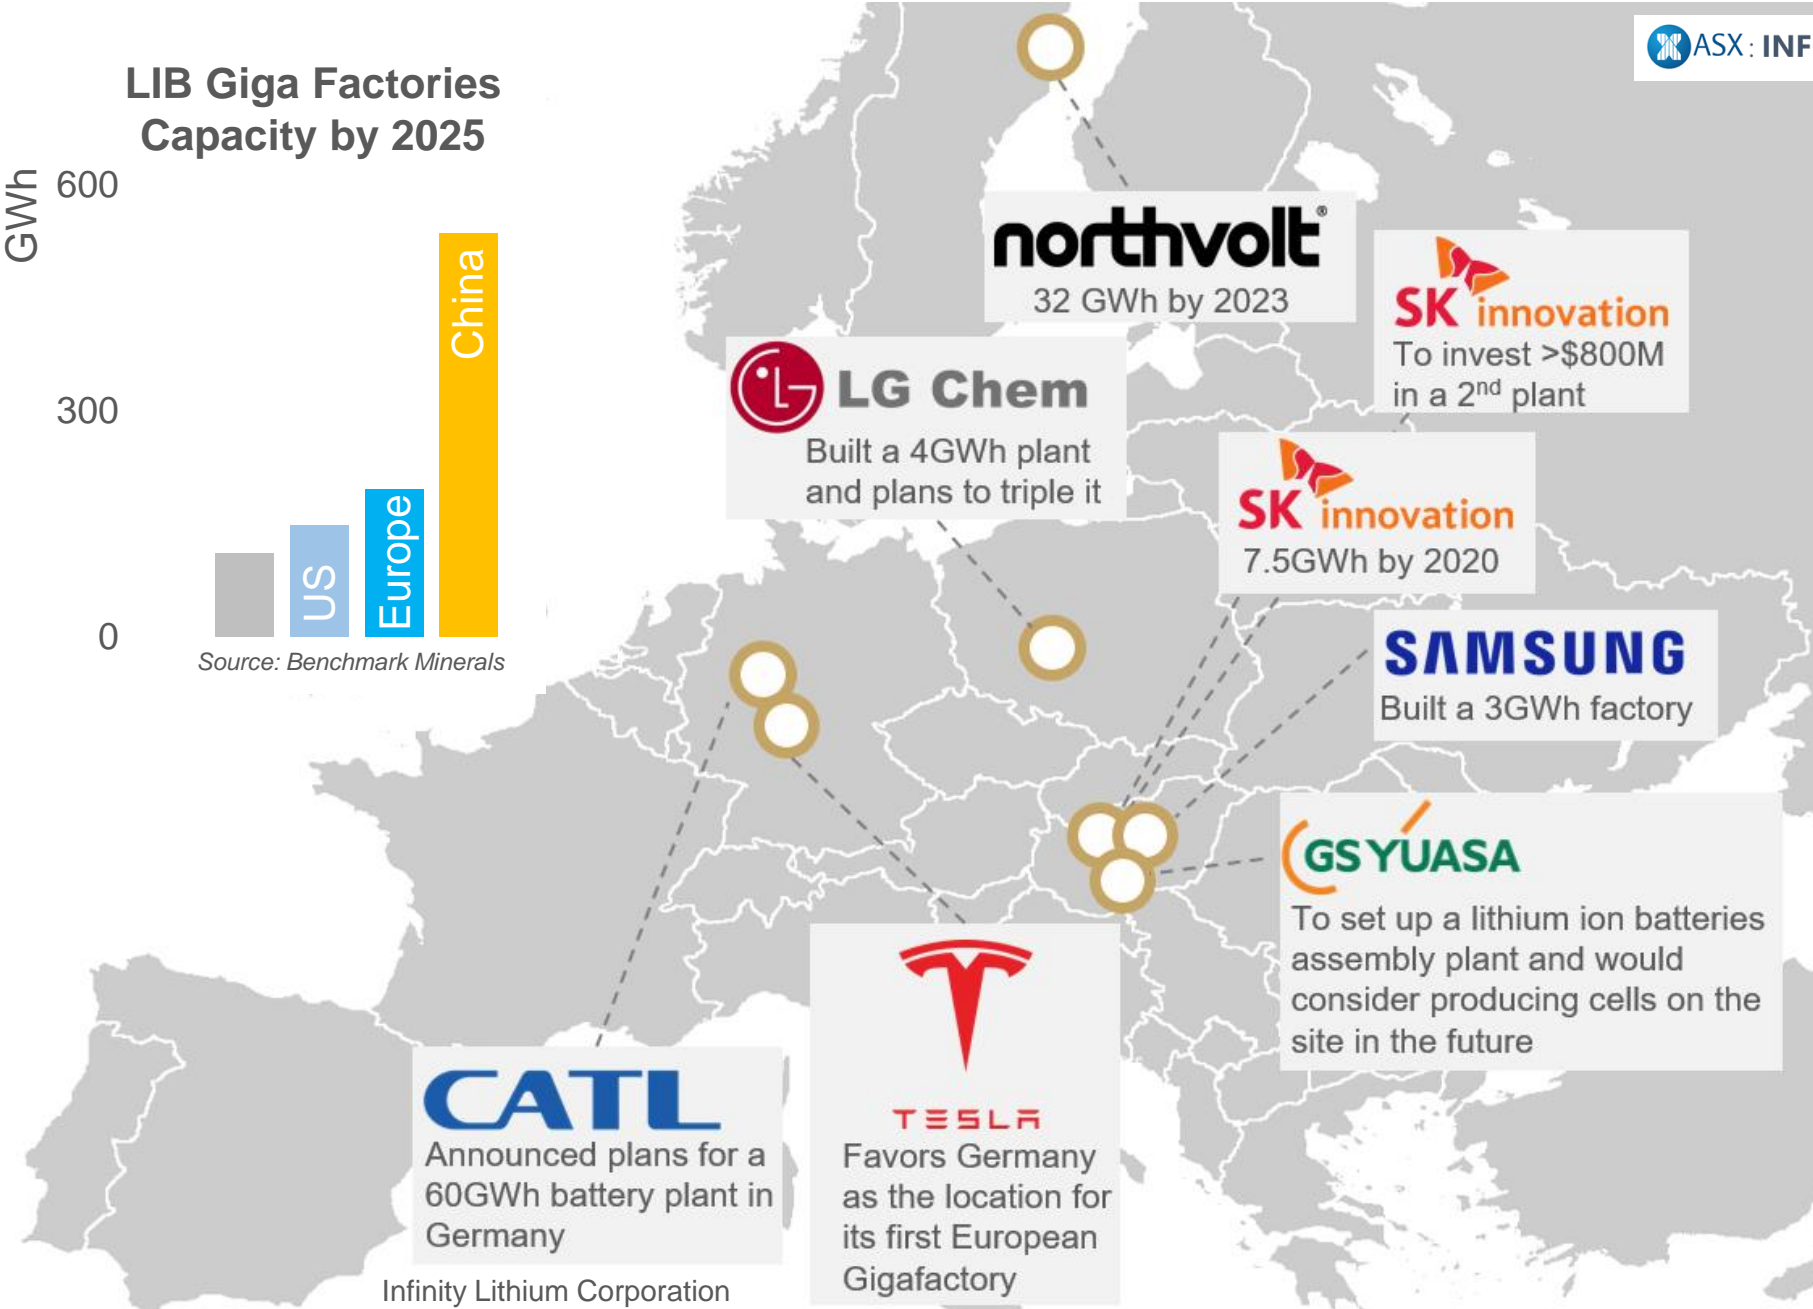 ASX : INF
LIB Giga Factories
Capacity by 2025
GWh
600
300
0
US
Europe
China
Source: Benchmark Minerals
northvolt®
32 GWh by 2023
SK innovation
To invest >$800M
in a 2nd plant
LG Chem
Built a 4GWh plant
and plans to triple it
SK innovation
7.5GWh by 2020
SAMSUNG
Built a 3GWh factory
GS YUASA
To set up a lithium ion batteries
assembly plant and would
consider producing cells on the
site in the future
CATL
Announced plans for a
60GWh battery plant in
Germany
TESLA
Favors Germany
as the location for
its first European
Gigafactory
Infinity Lithium Corporation